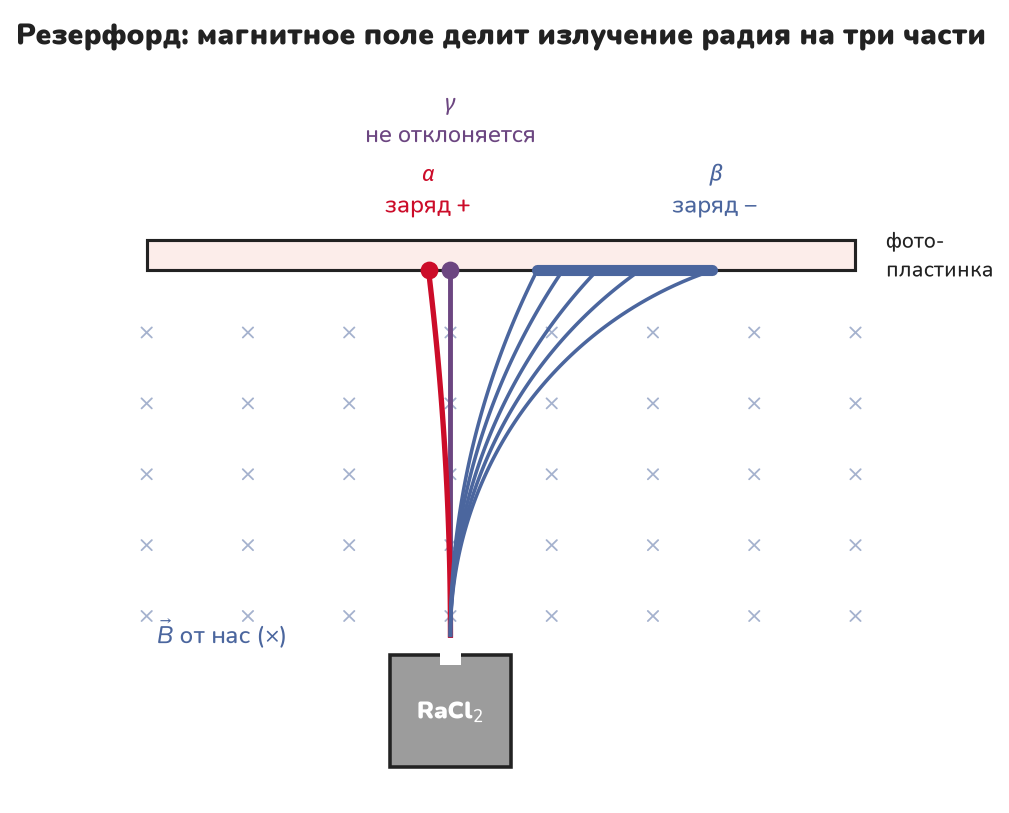 Резерфорд: магнитное поле делит излучение радия на три части
γ
не отклоняется
α
заряд +
β
заряд −
фото-
пластинка
B⃗ от нас (×)
RaCl₂